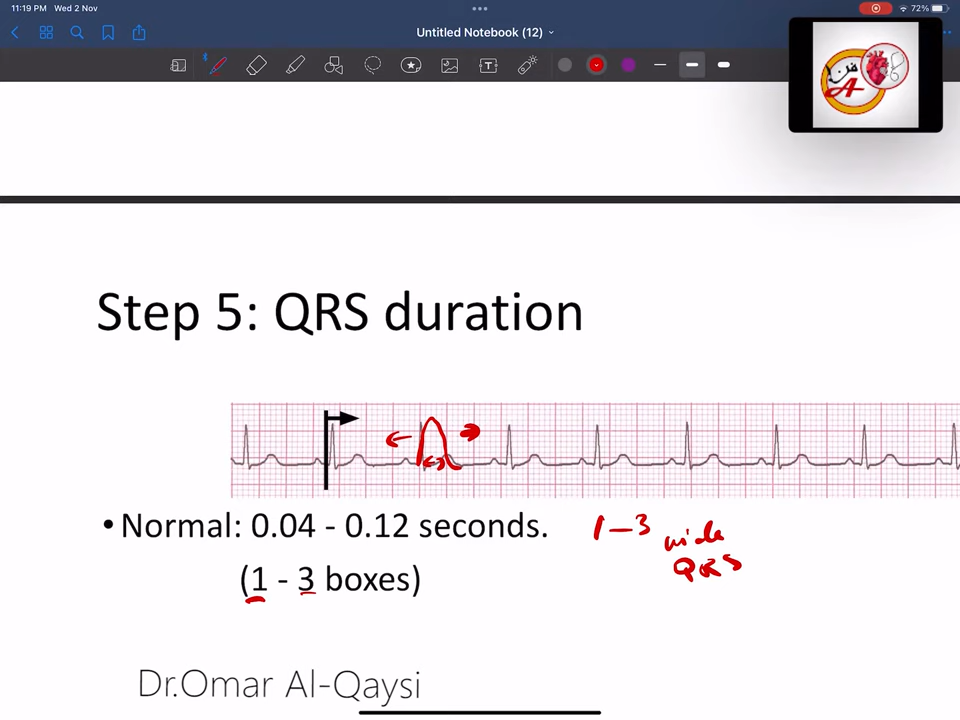 11:19 PM Wed 2 Nov
72%
Untitled Notebook (12)
فن
A
Step 5: QRS duration
• Normal: 0.04 - 0.12 seconds.
1-3 wide
QRS
(1 - 3 boxes)
Dr.Omar Al-Qaysi